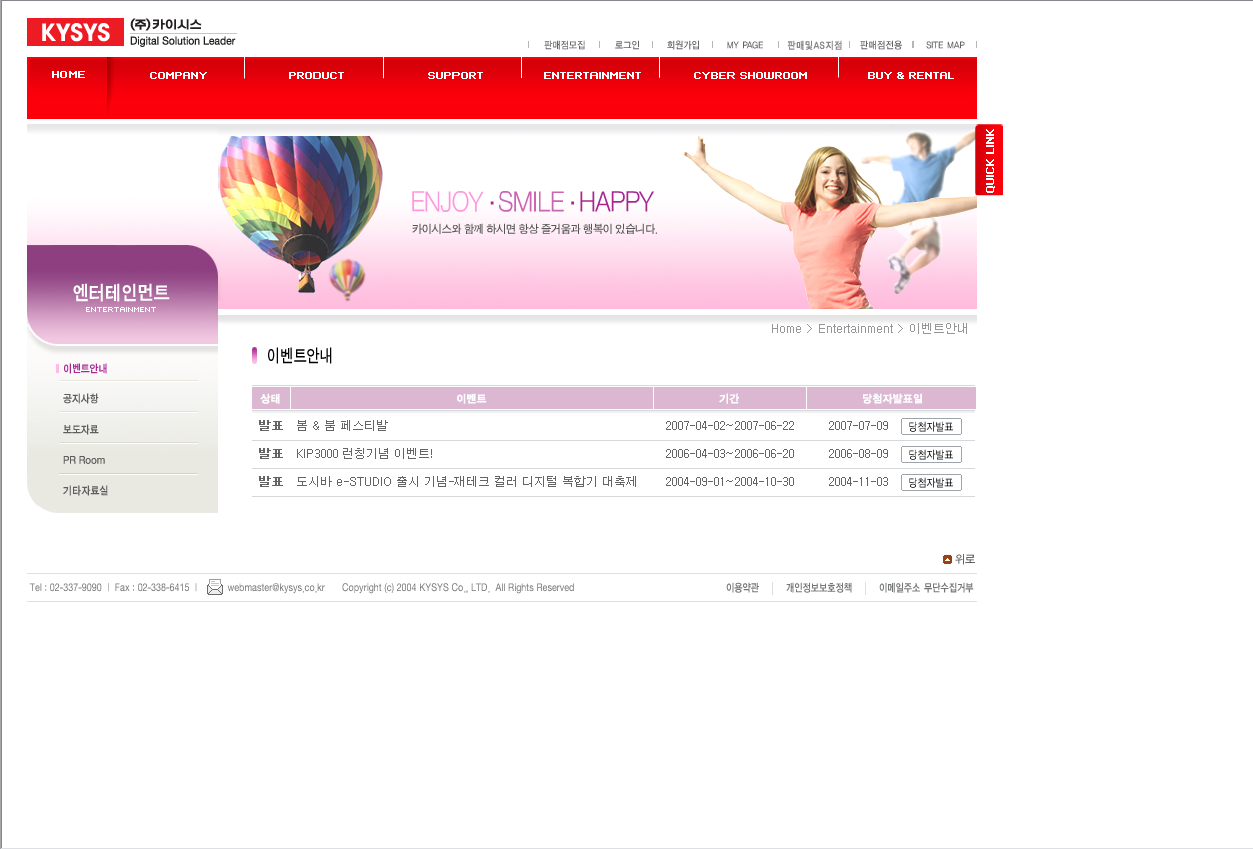 KYSYS (주)카이시스
Digital Solution Leader
판매점모집 로그인 회원가입 MY PAGE 판매및AS지점 판매점전용 SITE MAP
HOME COMPANY PRODUCT SUPPORT ENTERTAINMENT CYBER SHOWROOM BUY & RENTAL
QUICK LINK
ENJOY · SMILE · HAPPY
카이시스와 함께 하시면 항상 즐거움과 행복이 있습니다.
엔터테인먼트
ENTERTAINMENT
이벤트안내
공지사항
보도자료
PR Room
기타자료실
Home > Entertainment > 이벤트안내
이벤트안내
상태 이벤트 기간 당첨자발표일
발표 봄 & 붐 페스티발 2007-04-02~2007-06-22 2007-07-09 당첨자발표
발표 KIP3000 런칭기념 이벤트! 2006-04-03~2006-06-20 2006-08-09 당첨자발표
발표 도시바 e-STUDIO 출시 기념-재테크 컬러 디지털 복합기 대축제 2004-09-01~2004-10-30 2004-11-03 당첨자발표
위로
Tel : 02-337-9090 | Fax : 02-338-6415 | webmaster@kysys.co.kr Copyright (c) 2004 KYSYS Co., LTD. All Rights Reserved
이용약관 개인정보보호정책 이메일주소 무단수집거부